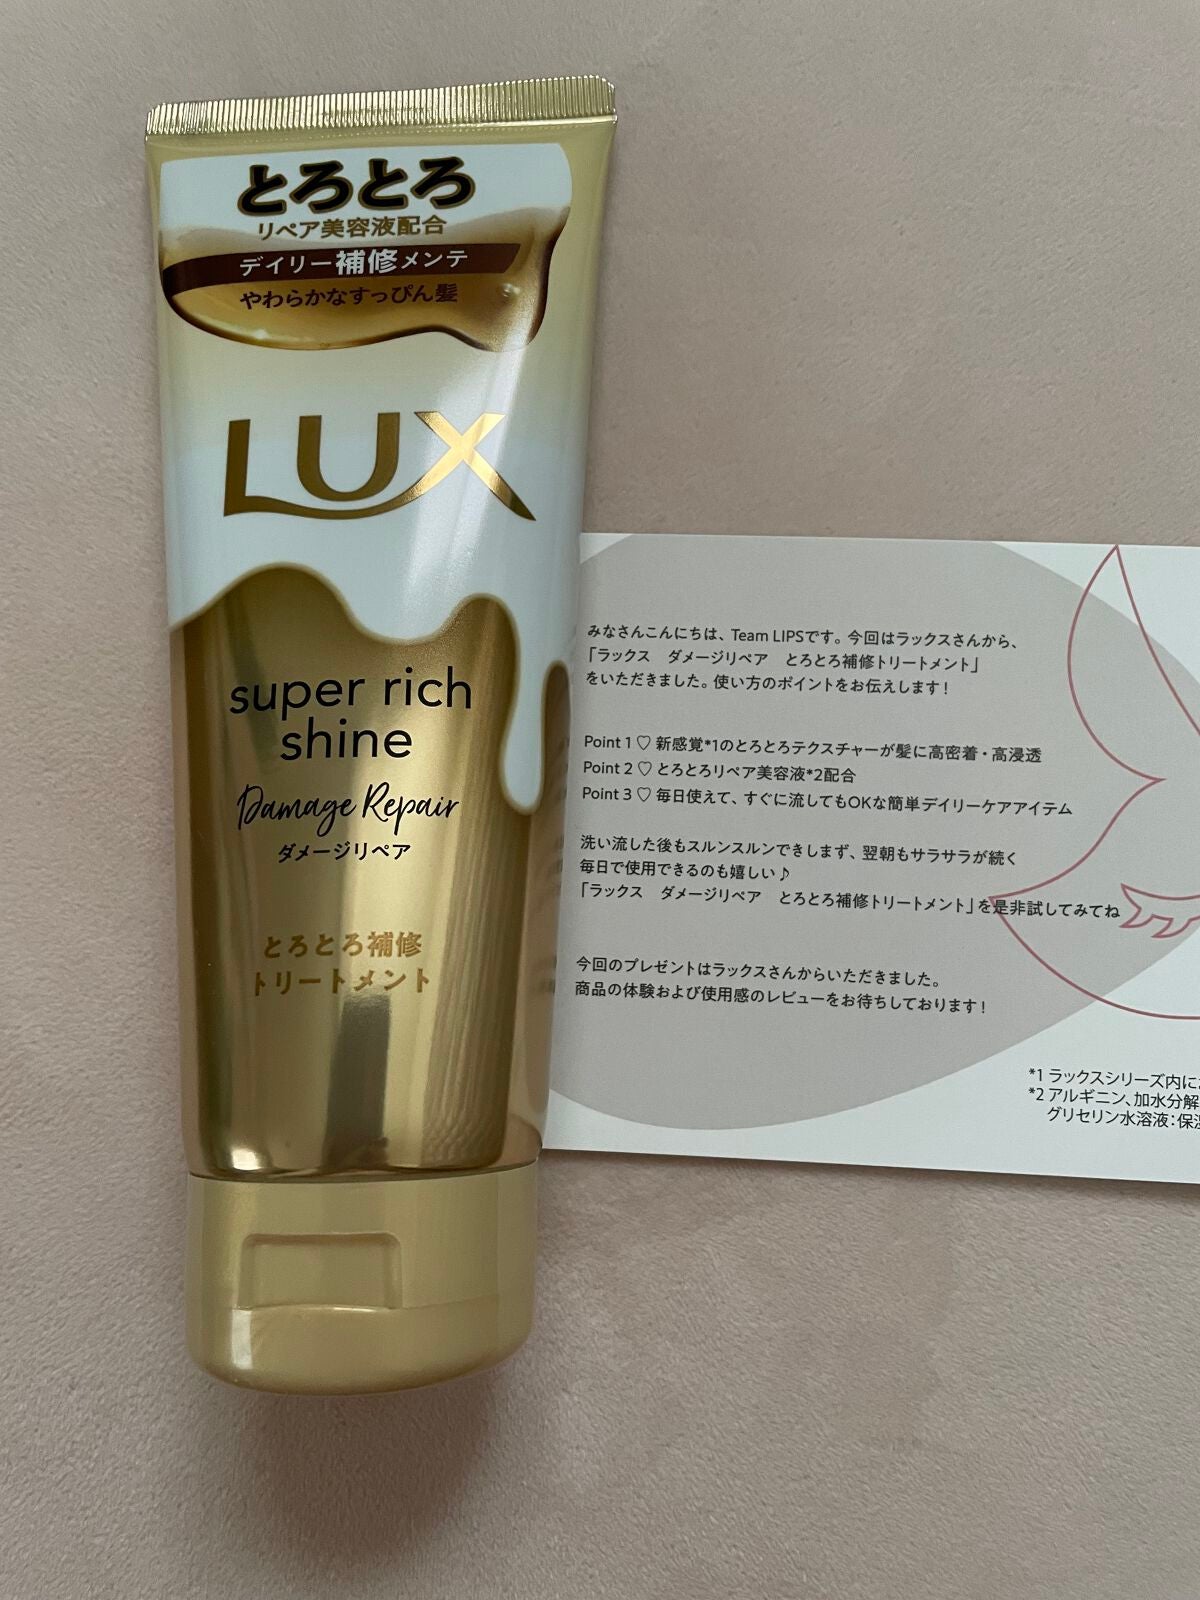 とろとろ
リペア美容液配合
デイリー補修メンテ
やわらかなすっぴん髪
LUX
super rich
shine
Damage Repair
ダメージリペア
とろとろ補修
トリートメント
みなさんこんにちは、Team LIPSです。今回はラックスさんから、
「ラックス　ダメージリペア　とろとろ補修トリートメント」
をいただきました。使い方のポイントをお伝えします！
Point 1♡新感覚*1のとろとろテクスチャーが髪に高密着・高浸透
Point 2♡とろとろリペア美容液*2配合
Point 3♡毎日使えて、すぐに流してもOKな簡単デイリーケアアイテム
洗い流した後もスルンスルンできしまず、翌朝もサラサラが続く
毎日で使用できるのも嬉しい♪
「ラックス　ダメージリペア　とろとろ補修トリートメント」を是非試してみてね
今回のプレゼントはラックスさんからいただきました。
商品の体験および使用感のレビューをお待ちしております！
*1 ラックスシリーズ内に
*2 アルギニン、加水分解
グリセリン水溶液：保湿